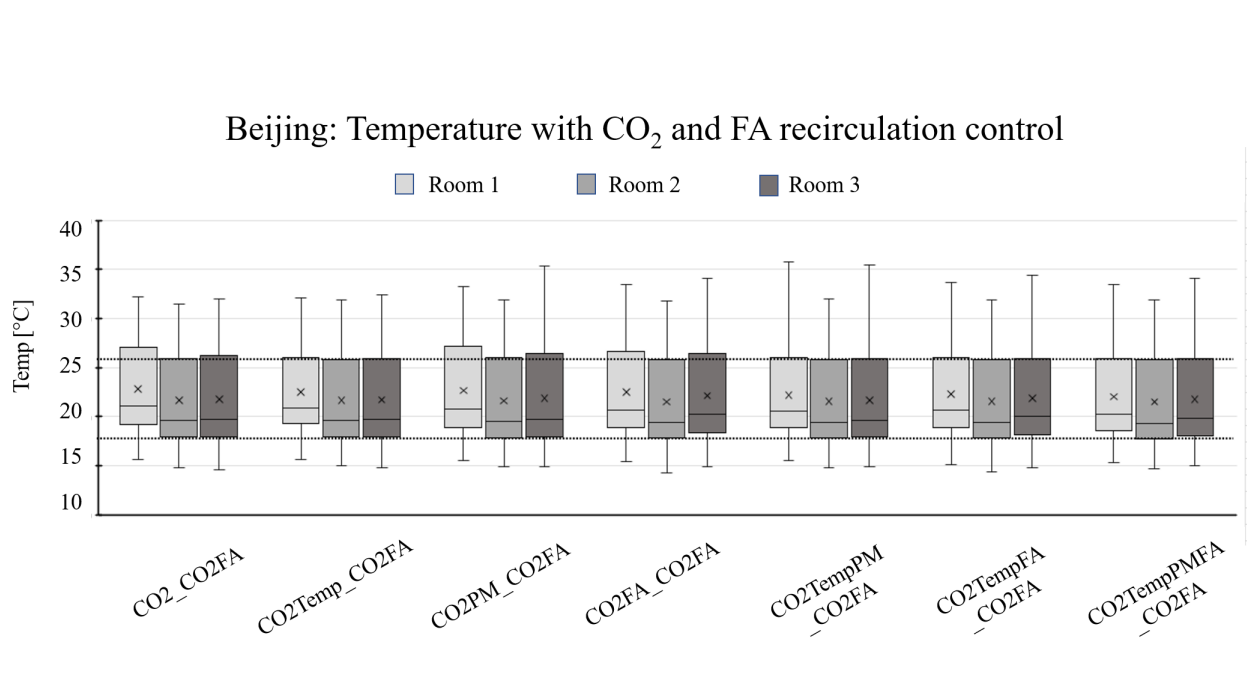 Beijing: Temperature with CO₂ and FA recirculation control
Room 1 Room 2 Room 3
Temp [°C]
40
35
30
25
20
15
10
CO2_CO2FA
CO2Temp_CO2FA
CO2PM_CO2FA
CO2FA_CO2FA
CO2TempPM
_CO2FA
CO2TempFA
_CO2FA
CO2TempPMFA
_CO2FA